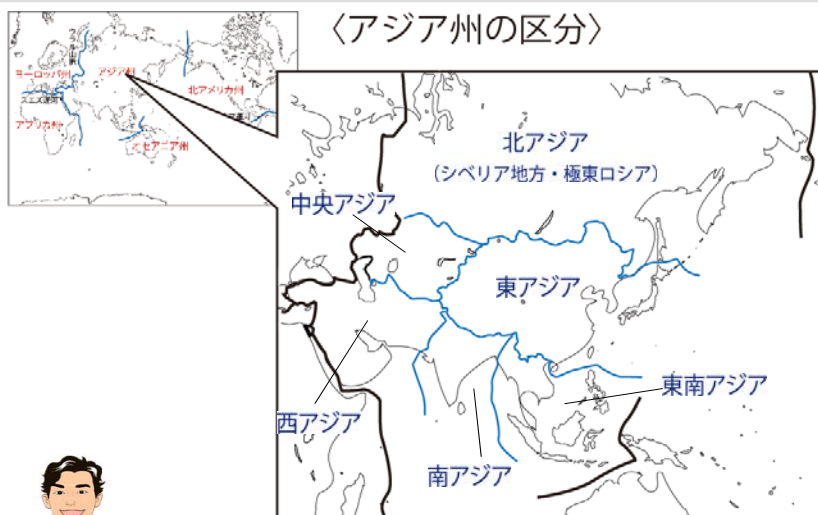 〈アジア州の区分〉
ヨーロッパ州
アジア州
北アメリカ州
スエズ運河
アフリカ州
オセアニア州
北アジア
(シベリア地方・極東ロシア)
中央アジア
東アジア
東南アジア
西アジア
南アジア